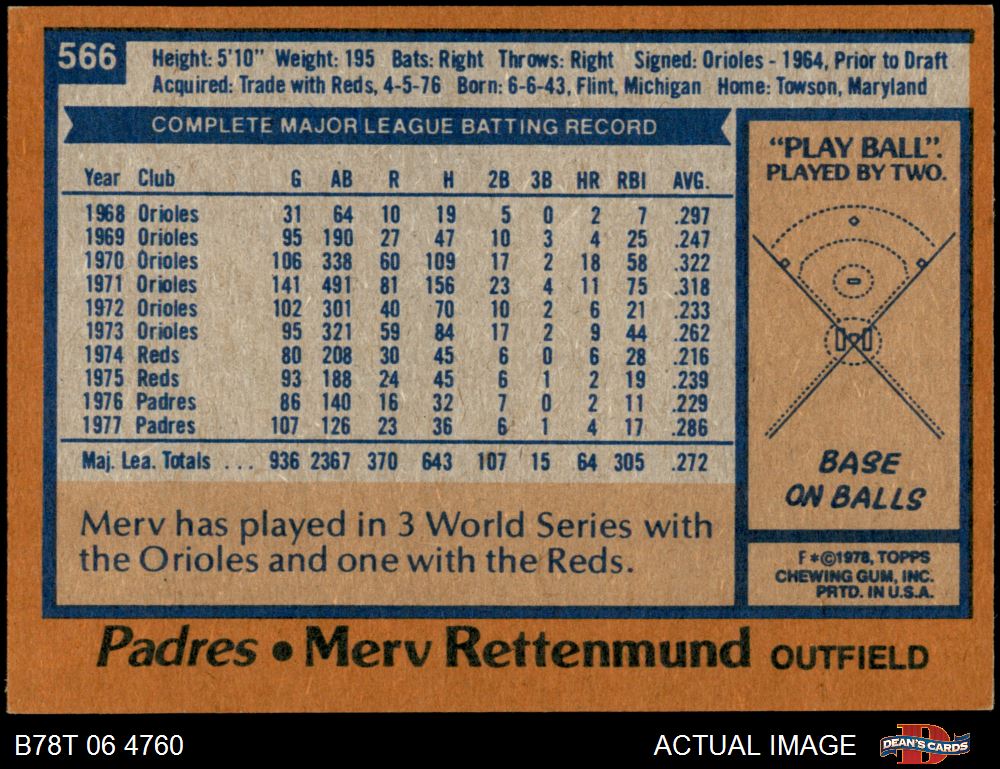 566
Height: 5'10" Weight: 195 Bats: Right Throws: Right Signed: Orioles - 1964, Prior to Draft
Acquired: Trade with Reds, 4-5-76 Born: 6-6-43, Flint, Michigan Home: Towson, Maryland
COMPLETE MAJOR LEAGUE BATTING RECORD
Year Club G AB R H 2B 3B HR RBI AVG.
1968 Orioles 31 64 10 19 5 0 2 7 .297
1969 Orioles 95 190 27 47 10 3 4 25 .247
1970 Orioles 106 338 60 109 17 2 18 58 .322
1971 Orioles 141 491 81 156 23 4 11 75 .318
1972 Orioles 102 301 40 70 10 2 6 21 .233
1973 Orioles 95 321 59 84 17 2 9 44 .262
1974 Reds 80 208 30 45 6 0 6 28 .216
1975 Reds 93 188 24 45 6 1 2 19 .239
1976 Padres 86 140 16 32 7 0 2 11 .229
1977 Padres 107 126 23 36 6 1 4 17 .286
Maj. Lea. Totals ... 936 2367 370 643 107 15 64 305 .272
Merv has played in 3 World Series with
the Orioles and one with the Reds.
"PLAY BALL".
PLAYED BY TWO.
BASE
ON BALLS
F*©1978, TOPPS
CHEWING GUM, INC.
PRTD. IN U.S.A.
Padres • Merv Rettenmund OUTFIELD
B78T 06 4760
ACTUAL IMAGE
DEAN'S CARDS